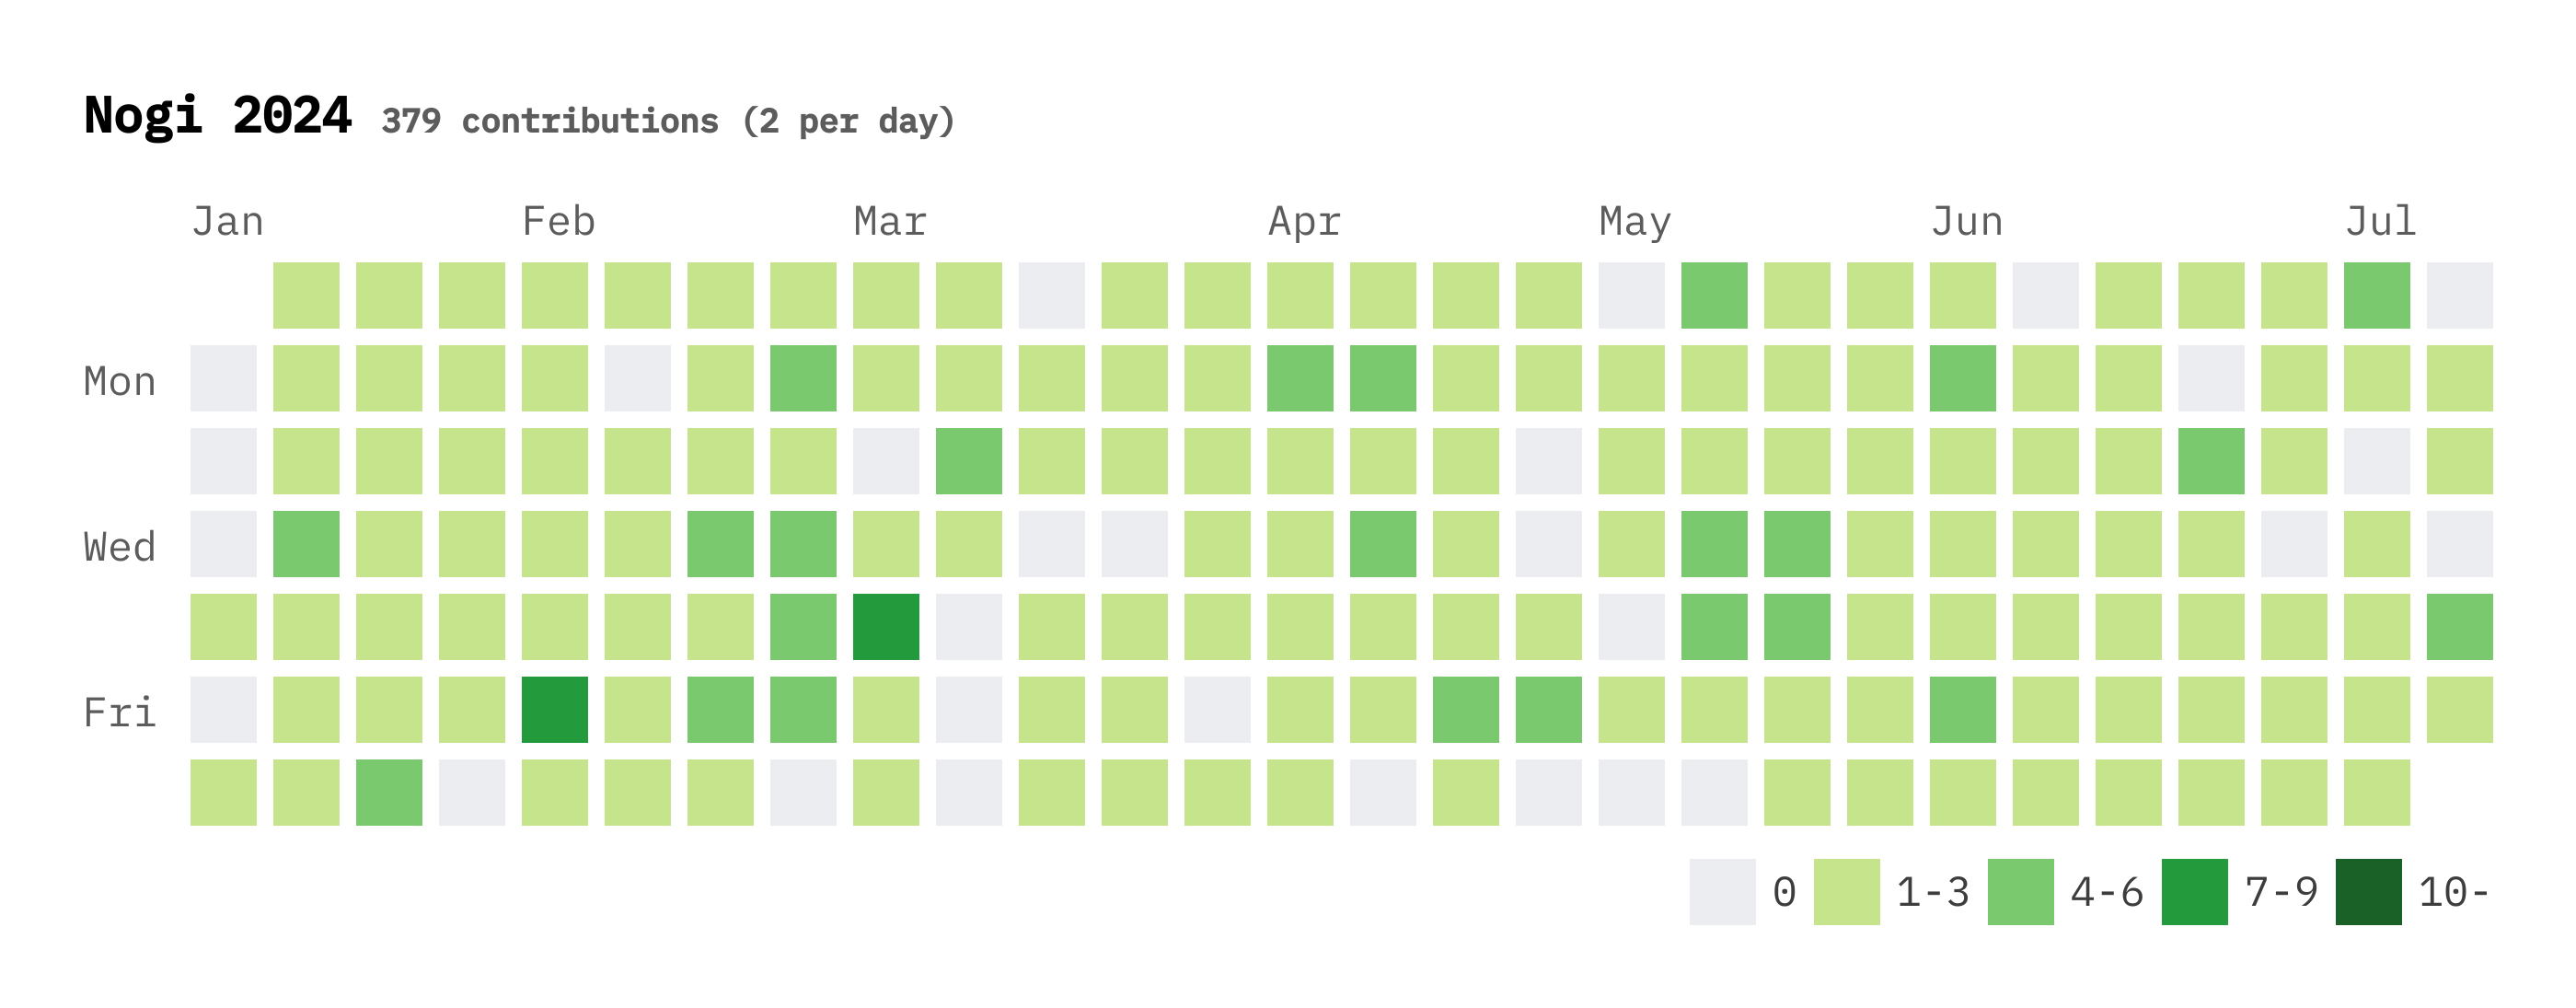 Nogi 2024 379 contributions (2 per day)
Jan Feb Mar Apr May Jun Jul
Mon
Wed
Fri
0 1-3 4-6 7-9 10-